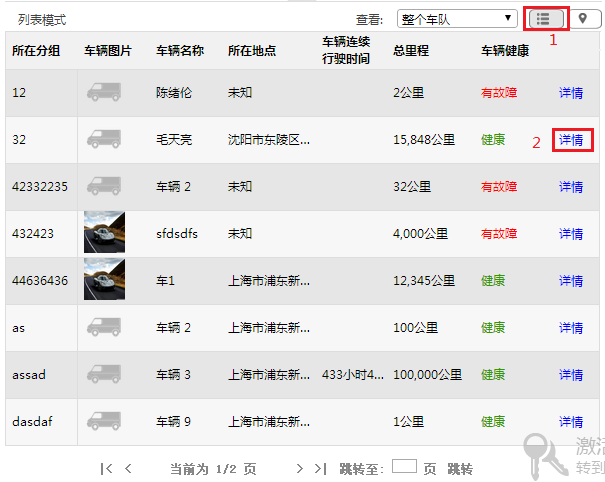 列表模式 查看: 整个车队
1
所在分组 车辆图片 车辆名称 所在地点 车辆连续行驶时间 总里程 车辆健康
12 陈绪伦 未知 2公里 有故障 详情
32 毛天亮 沈阳市东陵区... 15,848公里 健康 2 详情
42332235 车辆 2 未知 32公里 有故障 详情
432423 sfdsdfs 未知 4,000公里 有故障 详情
44636436 车1 上海市浦东新... 12,345公里 健康 详情
as 车辆 2 上海市浦东新... 100公里 健康 详情
assad 车辆 3 上海市浦东新... 433小时4... 100,000公里 健康 详情
dasdaf 车辆 9 上海市浦东新... 1公里 健康 详情
激活
转到
|< < 当前为 1/2 页 > >| 跳转至: 页 跳转